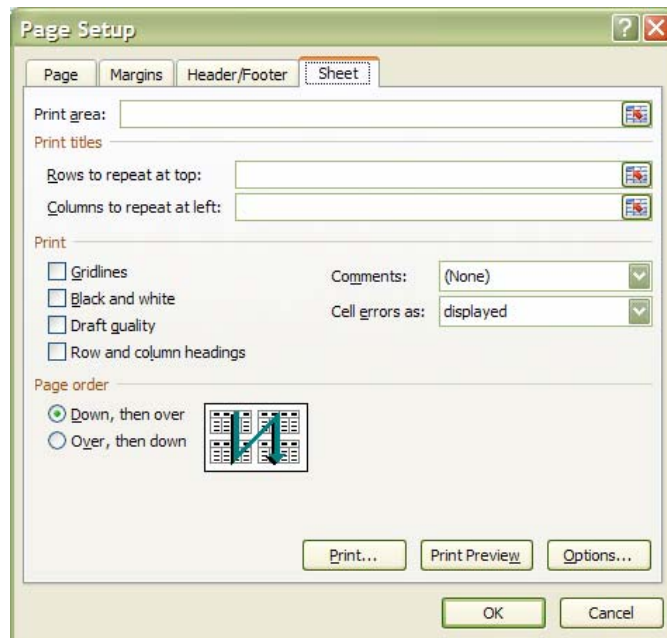 Page Setup
Page Margins Header/Footer Sheet
Print area:
Print titles
Rows to repeat at top:
Columns to repeat at left:
Print
Gridlines
Black and white
Draft quality
Row and column headings
Comments: (None)
Cell errors as: displayed
Page order
Down, then over
Over, then down
Print... Print Preview Options...
OK Cancel